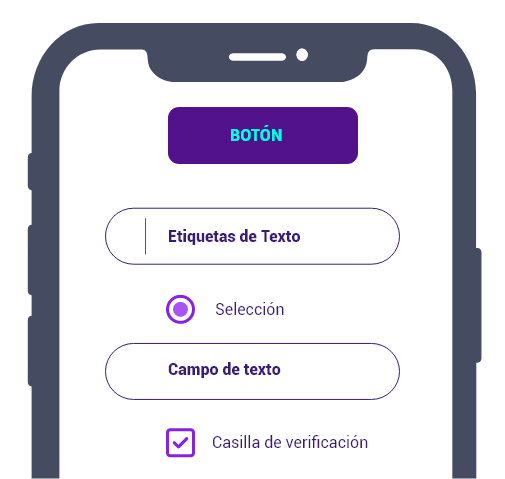 BOTÓN
Etiquetas de Texto
Selección
Campo de texto
Casilla de verificación